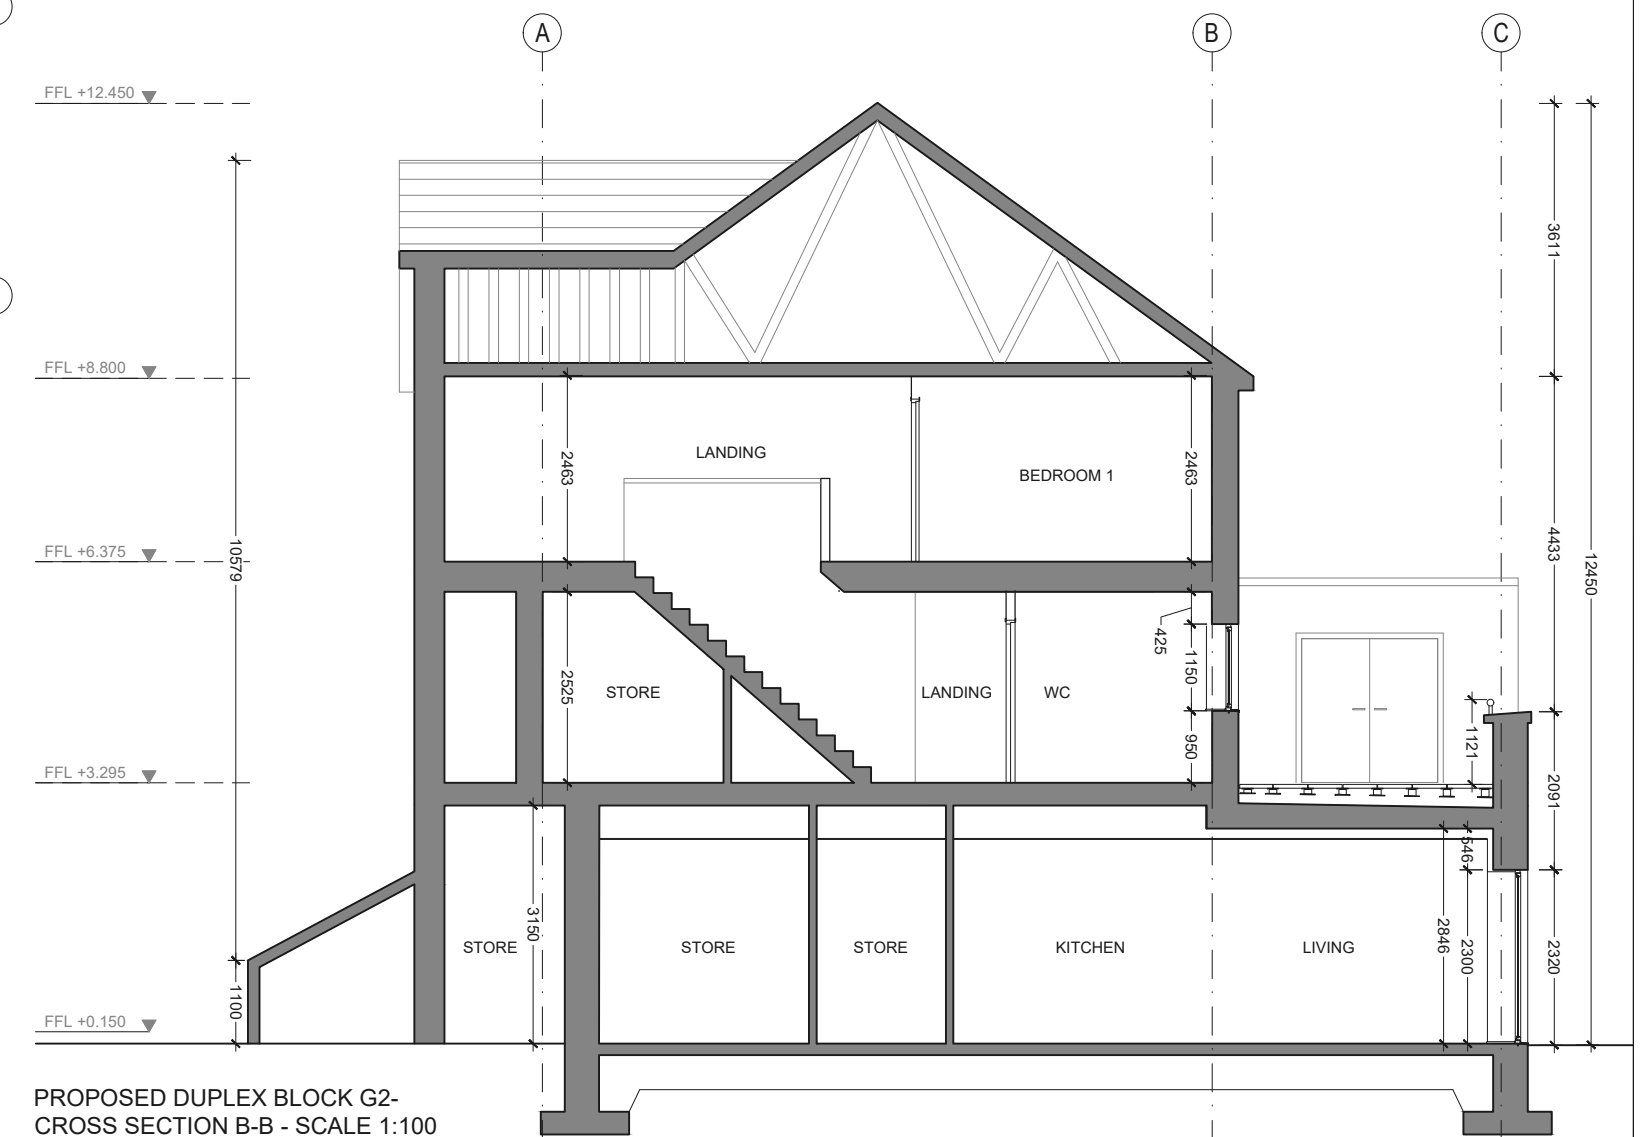 A
B
C
FFL +12.450
3611
FFL +8.800
LANDING
BEDROOM 1
2463
2463
FFL +6.375
10579
4433
12450
425
1150
STORE
LANDING
WC
2525
950
1121
FFL +3.295
2091
546
3150
STORE
STORE
STORE
KITCHEN
LIVING
2846
2300
2320
1100
FFL +0.150
PROPOSED DUPLEX BLOCK G2-
CROSS SECTION B-B - SCALE 1:100